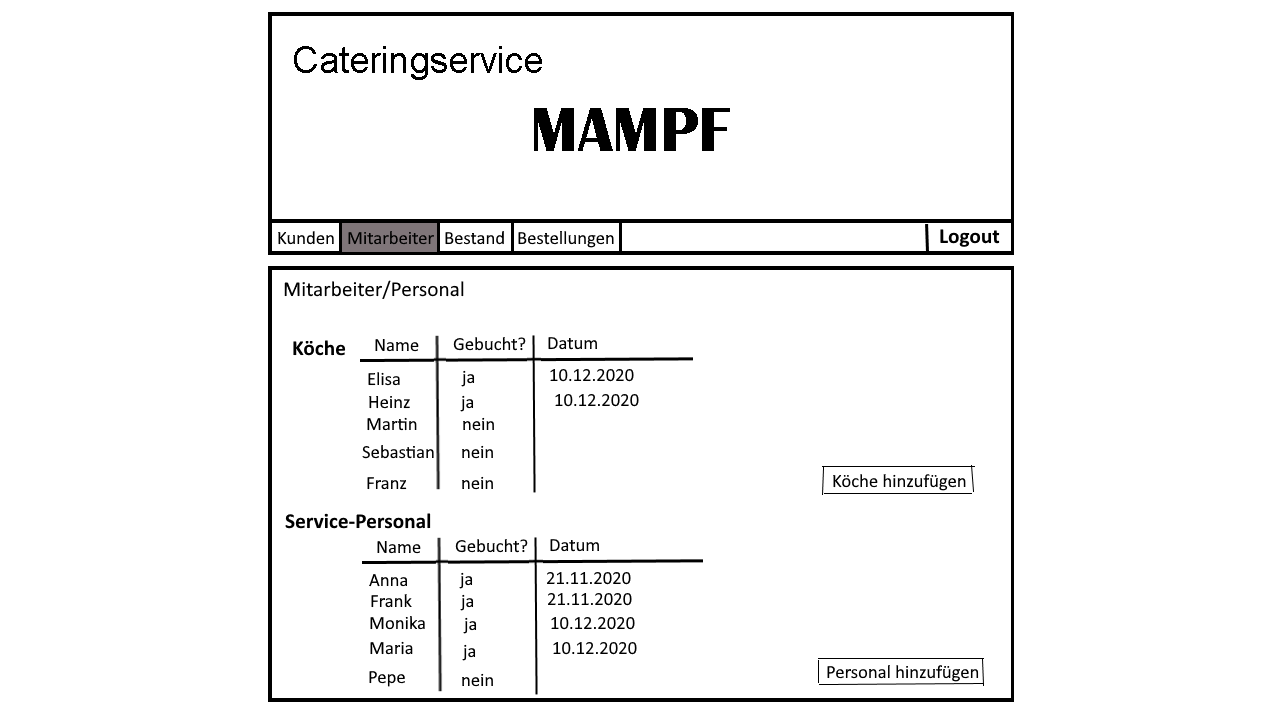 Cateringservice
MAMPF
Kunden Mitarbeiter Bestand Bestellungen Logout
Mitarbeiter/Personal
Köche Name Gebucht? Datum
Elisa ja 10.12.2020
Heinz ja 10.12.2020
Martin nein
Sebastian nein
Franz nein Köche hinzufügen
Service-Personal
Name Gebucht? Datum
Anna ja 21.11.2020
Frank ja 21.11.2020
Monika ja 10.12.2020
Maria ja 10.12.2020
Pepe nein Personal hinzufügen